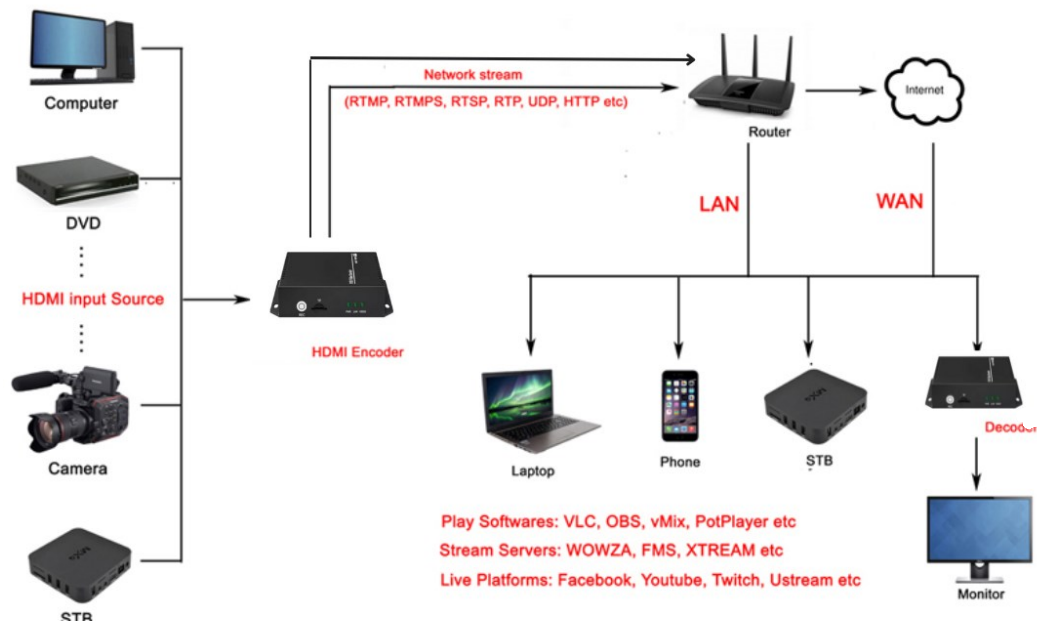 Computer
DVD
HDMI input Source
Camera
STB
HDMI Encoder
Network stream
(RTMP, RTMPS, RTSP, RTP, UDP, HTTP etc)
Router
Internet
LAN
WAN
Laptop
Phone
STB
Decoder
Monitor
Play Softwares: VLC, OBS, vMix, PotPlayer etc
Stream Servers: WOWZA, FMS, XTREAM etc
Live Platforms: Facebook, Youtube, Twitch, Ustream etc